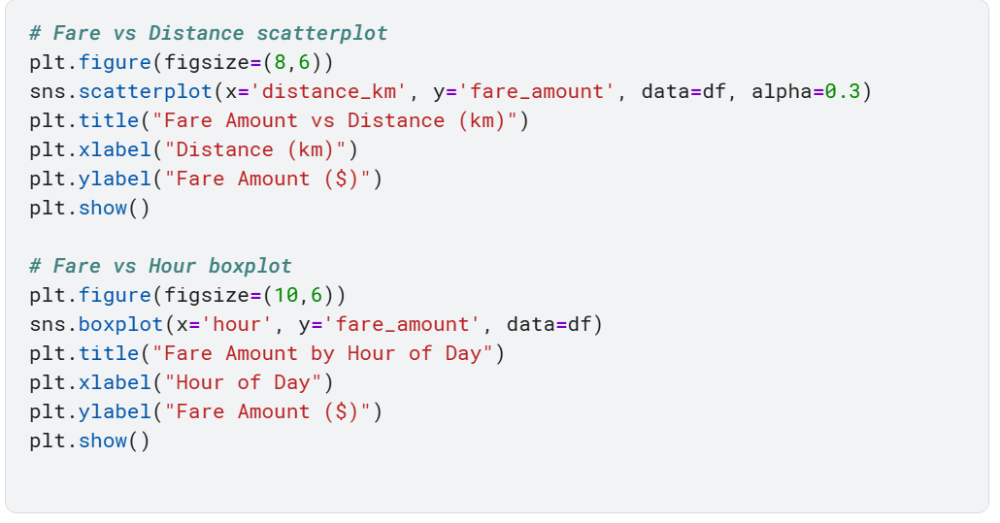 # Fare vs Distance scatterplot
plt.figure(figsize=(8,6))
sns.scatterplot(x='distance_km', y='fare_amount', data=df, alpha=0.3)
plt.title("Fare Amount vs Distance (km)")
plt.xlabel("Distance (km)")
plt.ylabel("Fare Amount ($)")
plt.show()

# Fare vs Hour boxplot
plt.figure(figsize=(10,6))
sns.boxplot(x='hour', y='fare_amount', data=df)
plt.title("Fare Amount by Hour of Day")
plt.xlabel("Hour of Day")
plt.ylabel("Fare Amount ($)")
plt.show()